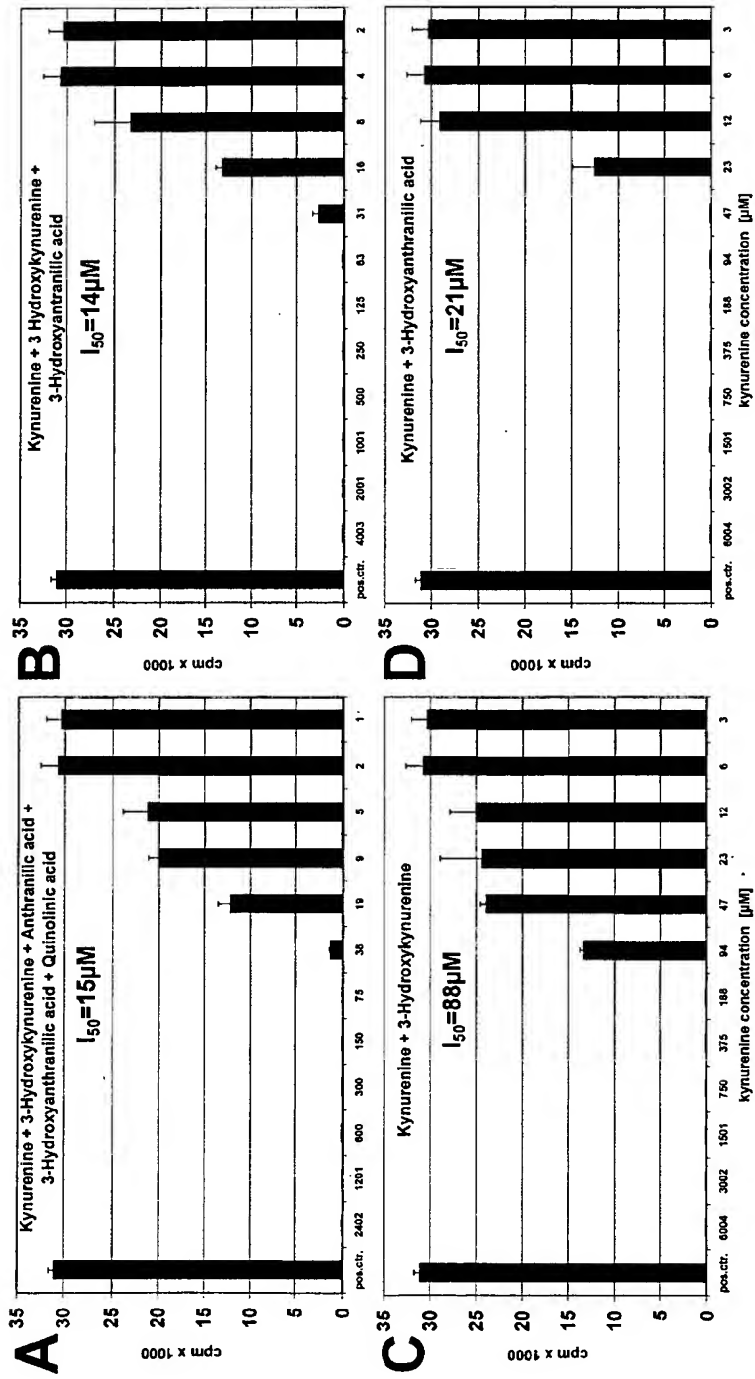 A
Kynurenine + 3-Hydroxykynurenine + Anthranilic acid +
3-Hydroxyanthranilic acid + Quinolinic acid
I50=15µM
35
30
25
20
15
10
5
0
cpm x 1000
pos.ctr. 2402 1201 600 300 150 75 38 19 9 5 2 1
B
Kynurenine + 3 Hydroxykynurenine +
3-Hydroxyantranilic acid
I50=14µM
35
30
25
20
15
10
5
0
cpm x 1000
pos.ctr. 4003 2001 1001 500 250 125 63 31 16 8 4 2
C
Kynurenine + 3-Hydroxykynurenine
I50=88µM
35
30
25
20
15
10
5
0
cpm x 1000
pos.ctr. 6004 3002 1501 750 375 188 94 47 23 12 6 3
kynurenine concentration [µM]
D
Kynurenine + 3-Hydroxyanthranilic acid
I50=21µM
35
30
25
20
15
10
5
0
cpm x 1000
pos.ctr. 6004 3002 1501 750 375 188 94 47 23 12 6 3
kynurenine concentration [µM]